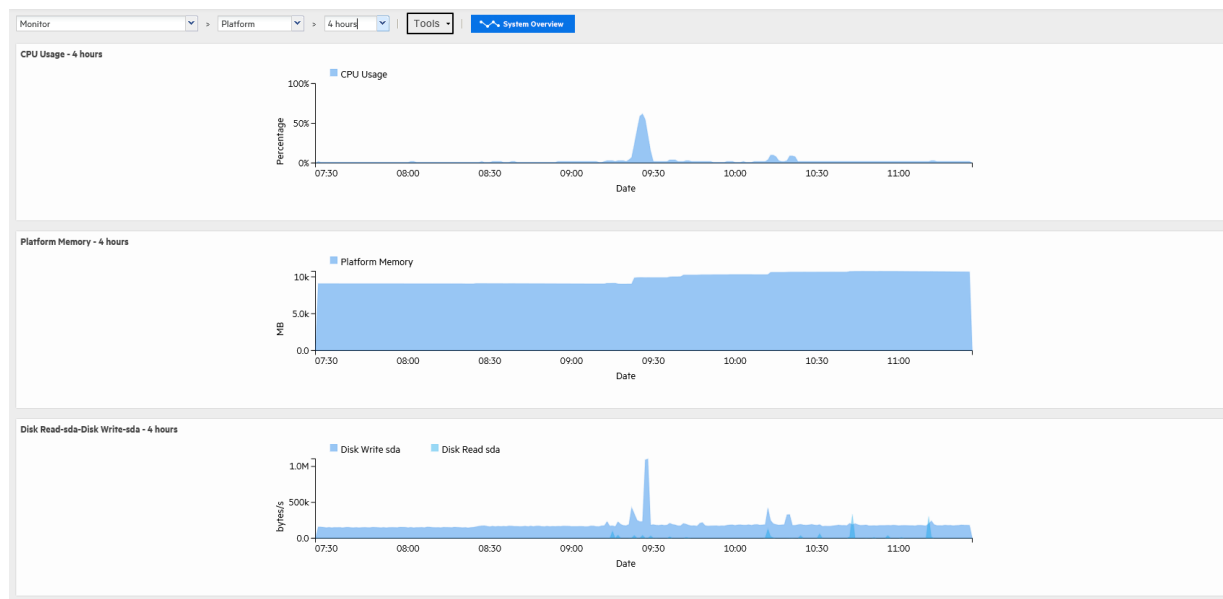 Monitor > Platform > 4 hours Tools System Overview
CPU Usage - 4 hours
CPU Usage
100%
50%
0%
Percentage
07:30 08:00 08:30 09:00 09:30 10:00 10:30 11:00
Date
Platform Memory - 4 hours
Platform Memory
10k
5.0k
0.0
MB
07:30 08:00 08:30 09:00 09:30 10:00 10:30 11:00
Date
Disk Read-sda-Disk Write-sda - 4 hours
Disk Write sda Disk Read sda
1.0M
500k
0.0
bytes/s
07:30 08:00 08:30 09:00 09:30 10:00 10:30 11:00
Date